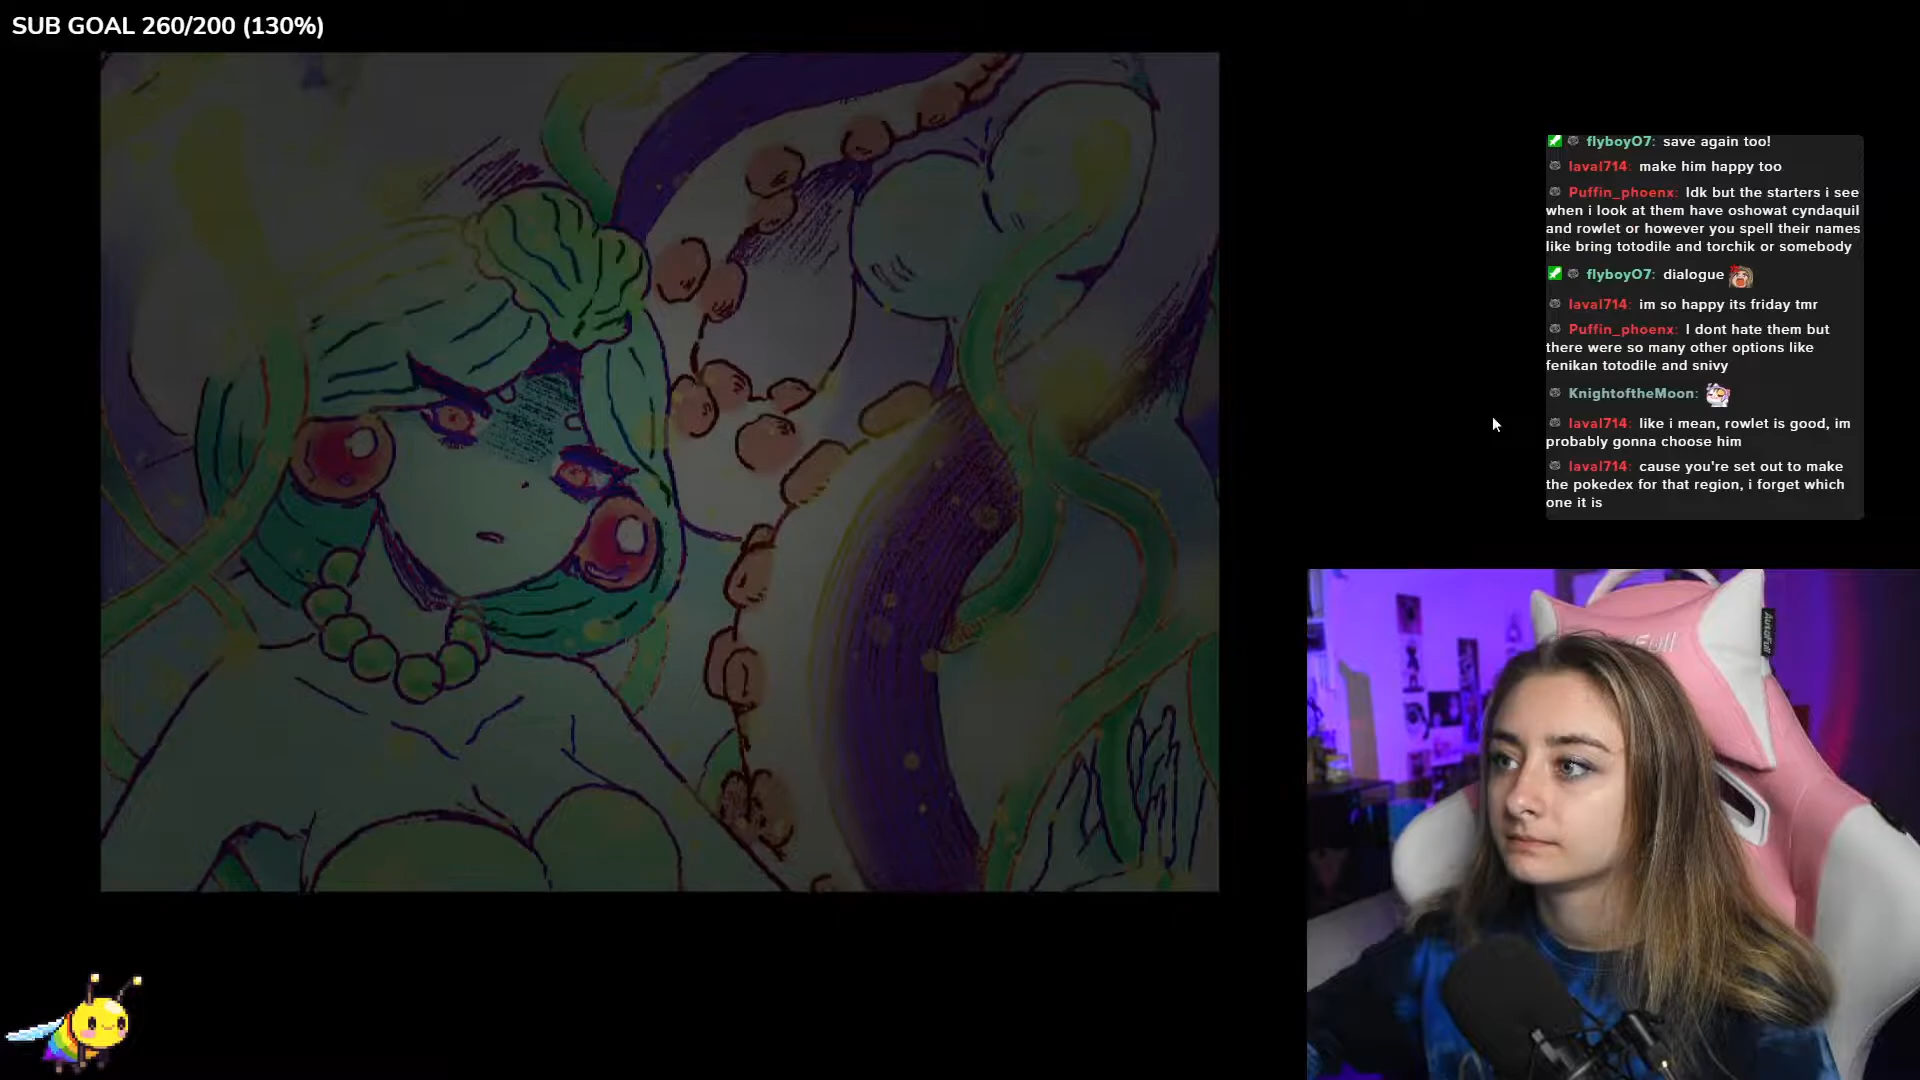 SUB GOAL 260/200 (130%)
flyboyO7: save again too!
laval714: make him happy too
Puffin_phoenx: Idk but the starters i see
when i look at them have oshowat cyndaquil
and rowlet or however you spell their names
like bring totodile and torchik or somebody
flyboyO7: dialogue
laval714: im so happy its friday tmr
Puffin_phoenx: I dont hate them but
there were so many other options like
fenikan totodile and snivy
KnightoftheMoon:
laval714: like i mean, rowlet is good, im
probably gonna choose him
laval714: cause you're set out to make
the pokedex for that region, i forget which
one it is